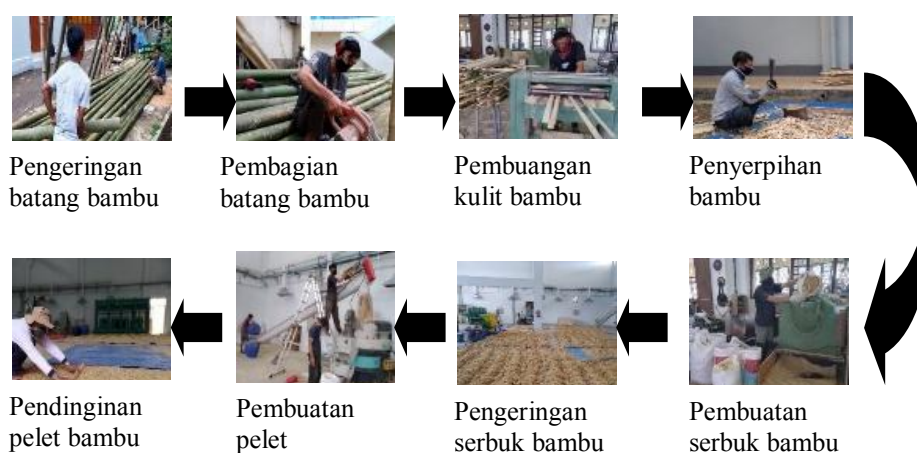 Pengeringan
batang bambu
Pembagian
batang bambu
Pembuangan
kulit bambu
Penyerpihan
bambu
Pembuatan
serbuk bambu
Pengeringan
serbuk bambu
Pembuatan
pelet
Pendinginan
pelet bambu